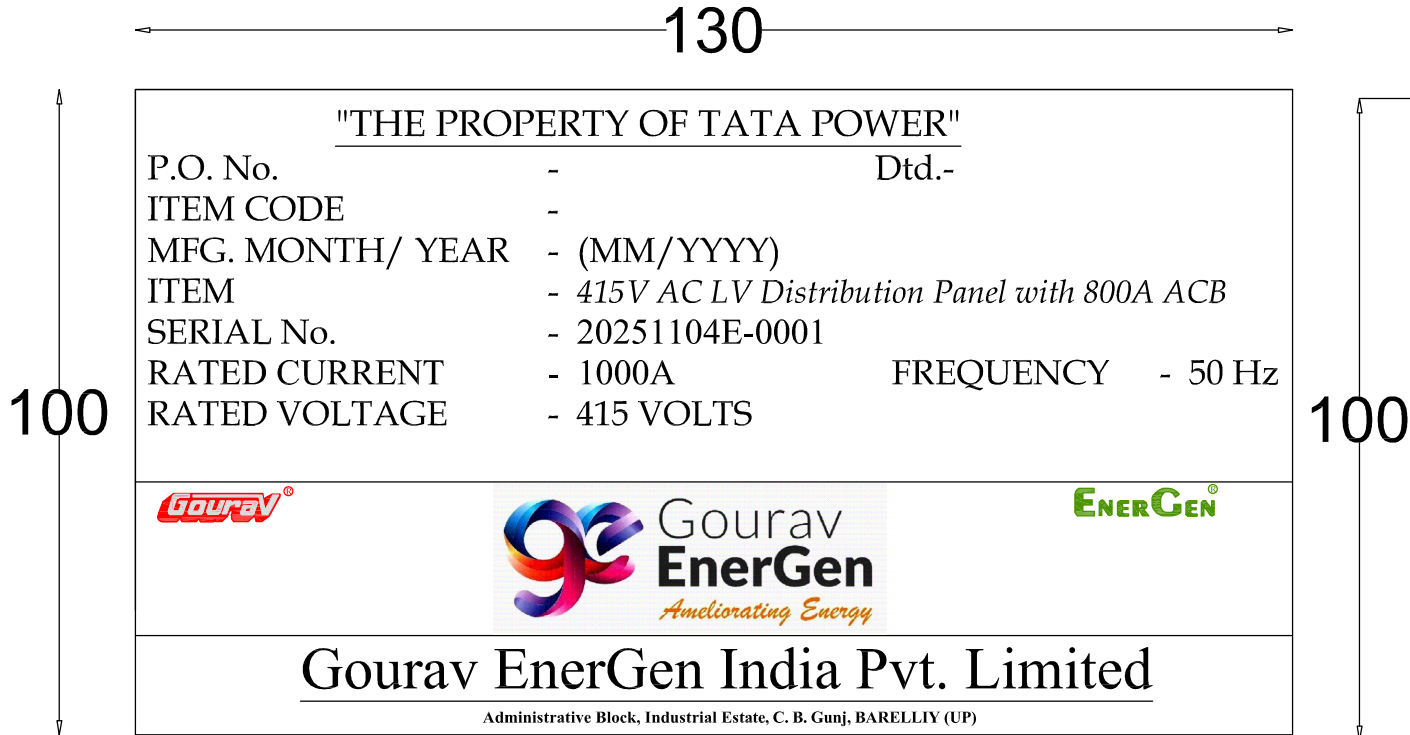 130
"THE PROPERTY OF TATA POWER"
P.O. No. - Dtd.-
ITEM CODE -
MFG. MONTH/ YEAR - (MM/YYYY)
ITEM - 415V AC LV Distribution Panel with 800A ACB
SERIAL No. - 20251104E-0001
RATED CURRENT - 1000A FREQUENCY - 50 Hz
RATED VOLTAGE - 415 VOLTS
100
100
Gourav®
ge Gourav
EnerGen
Ameliorating Energy
ENERGEN®
Gourav EnerGen India Pvt. Limited
Administrative Block, Industrial Estate, C. B. Gunj, BARELLIY (UP)